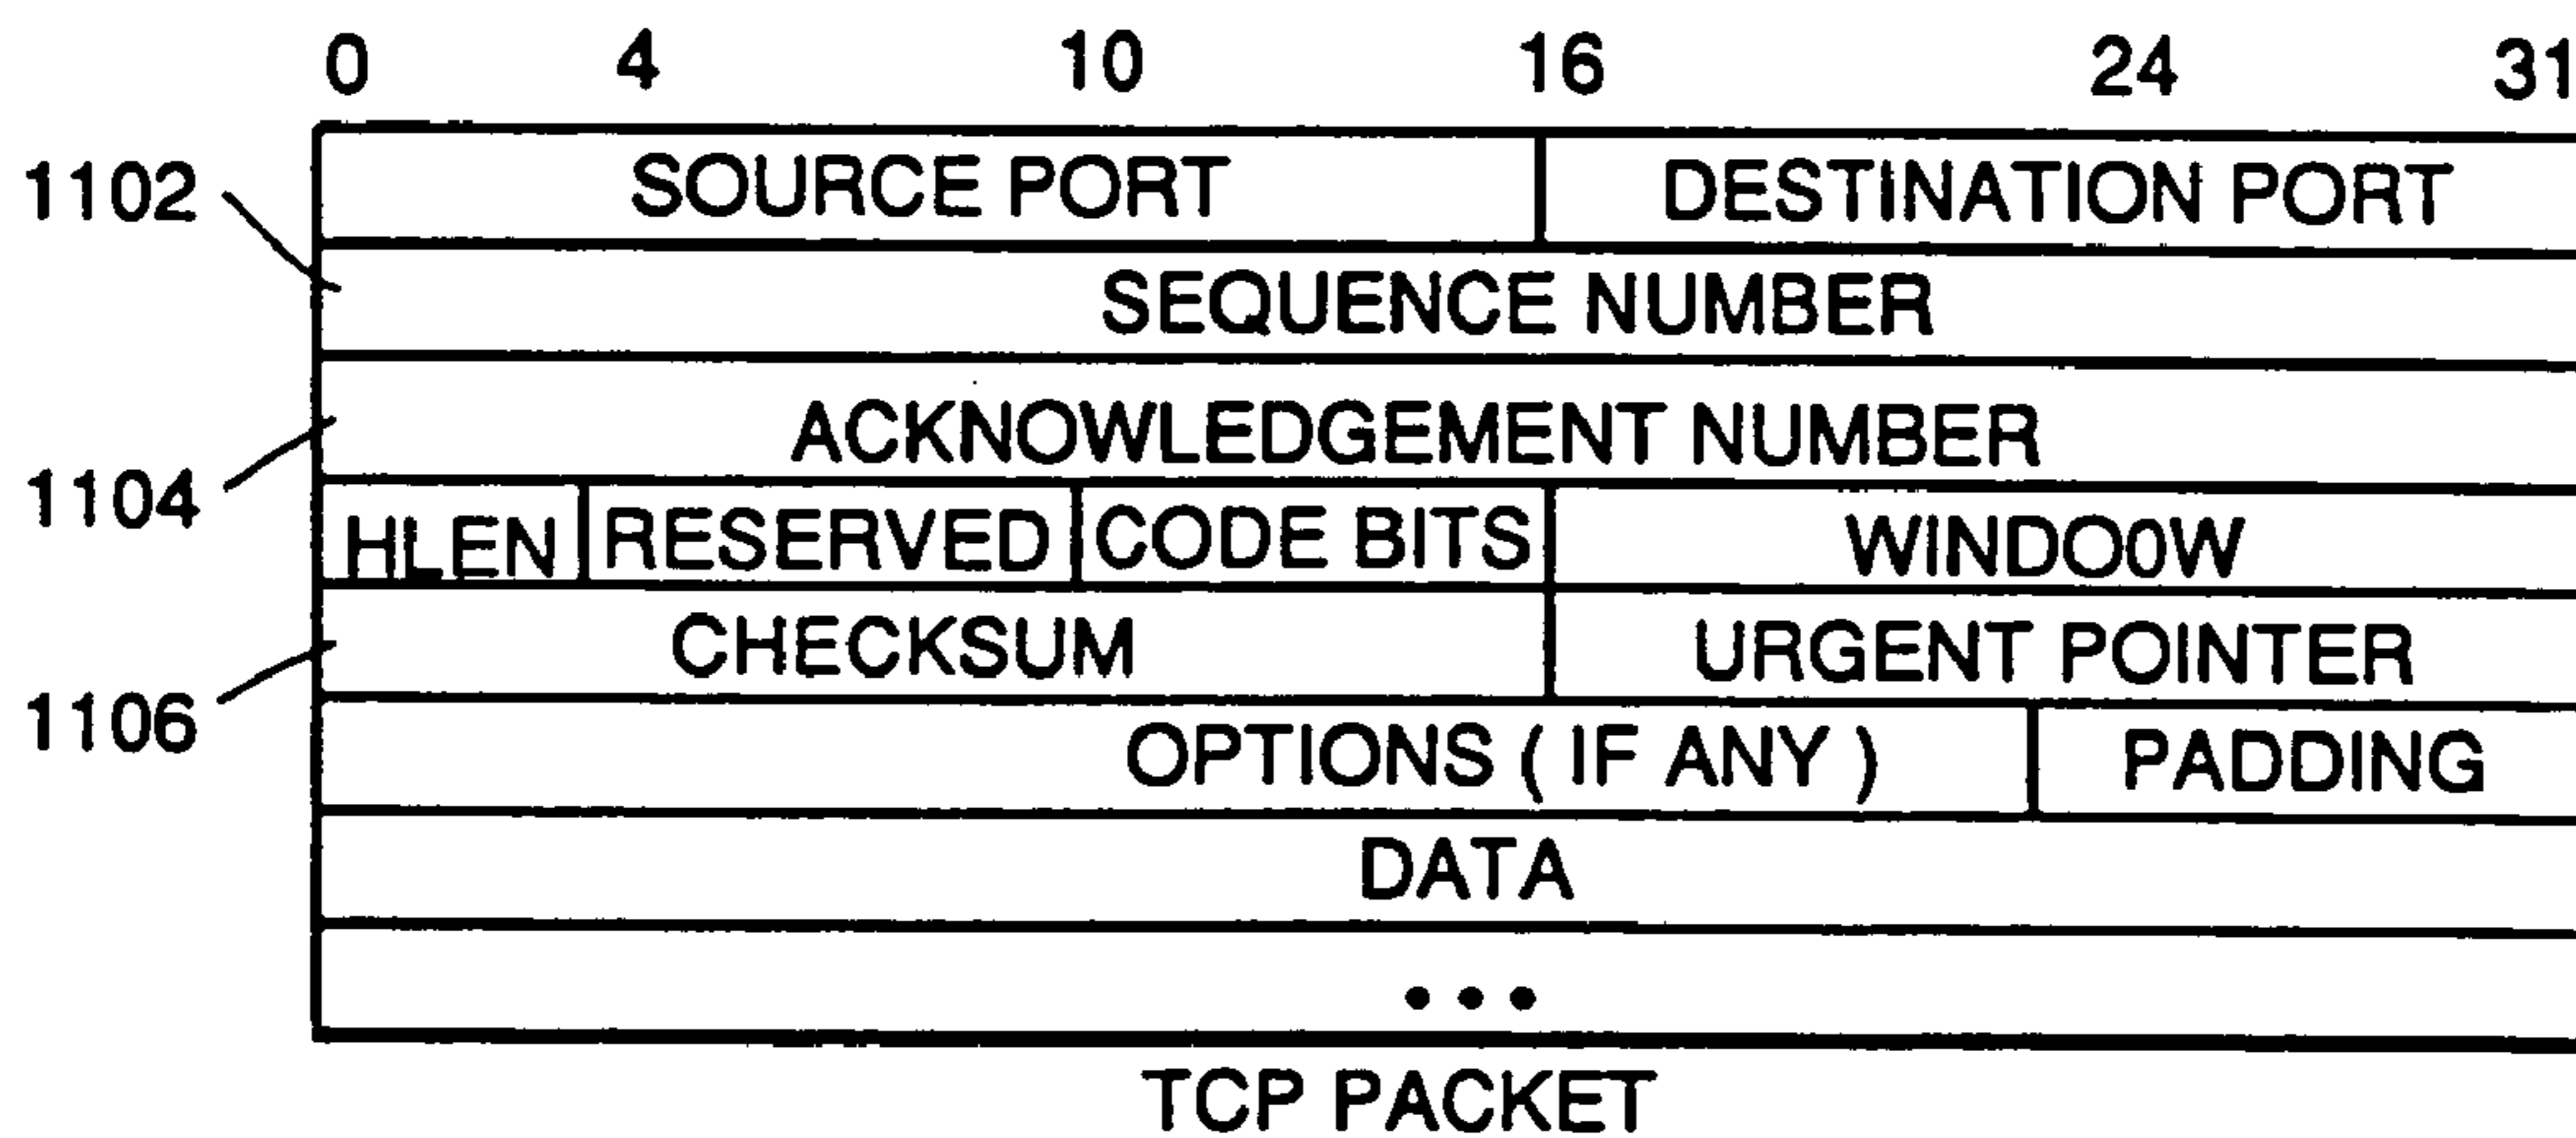 0 4 10 16 24 31
1102 SOURCE PORT DESTINATION PORT
SEQUENCE NUMBER
ACKNOWLEDGEMENT NUMBER
1104
HLEN RESERVED CODE BITS WINDO0W
CHECKSUM URGENT POINTER
1106
OPTIONS ( IF ANY ) PADDING
DATA
•••
TCP PACKET